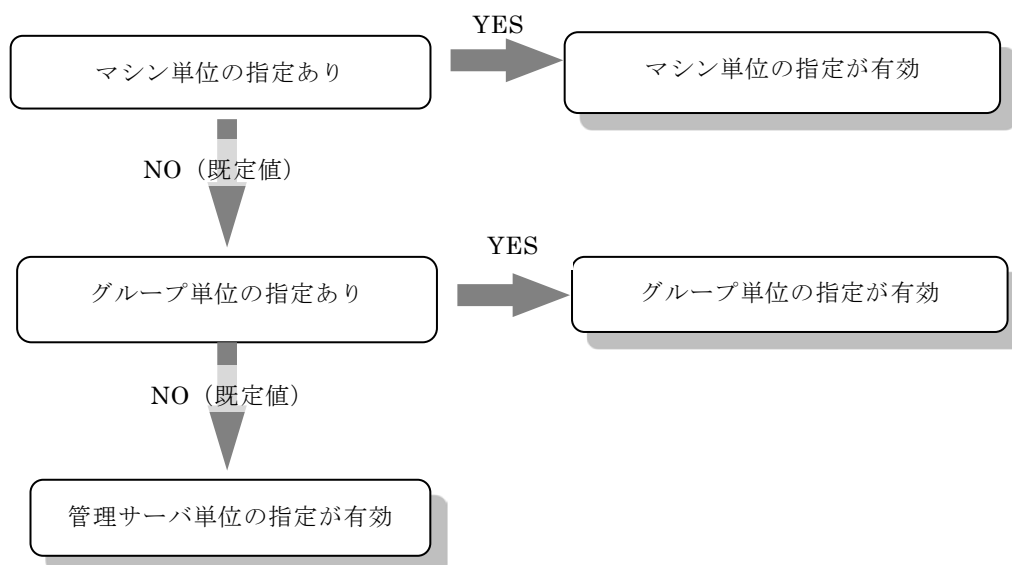 YES
マシン単位の指定あり
マシン単位の指定が有効
NO（既定値）
YES
グループ単位の指定あり
グループ単位の指定が有効
NO（既定値）
管理サーバ単位の指定が有効